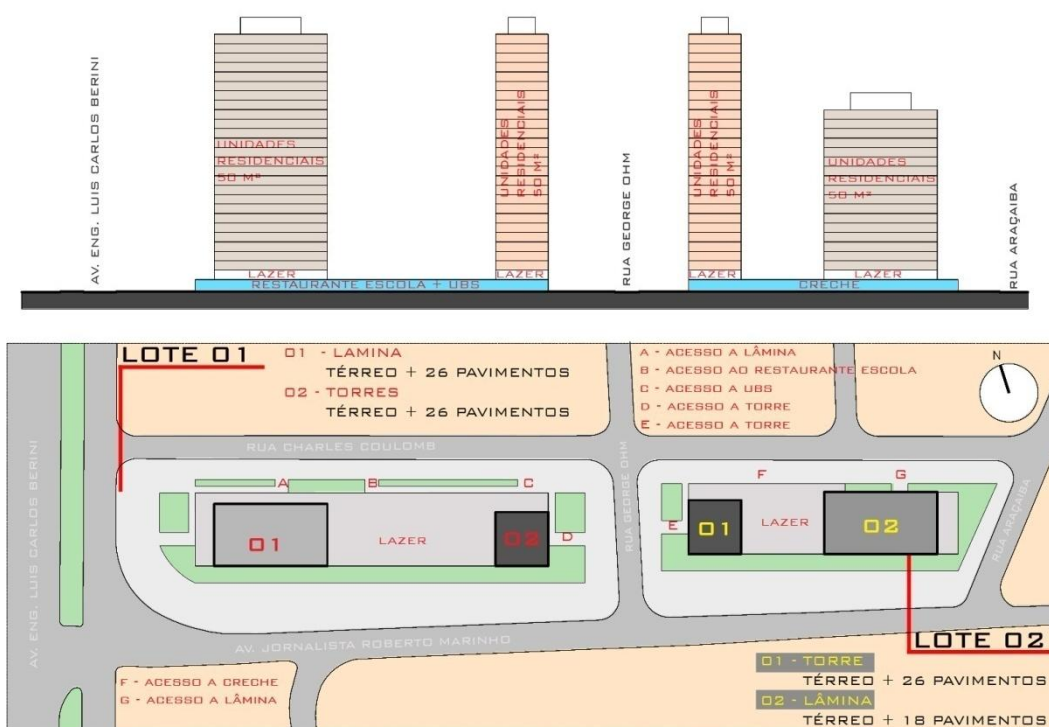 AV. ENG. LUIS CARLOS BERINI
UNIDADES
RESIDENCIAIS
50 M²
LAZER
RESTAURANTE ESCOLA + UBS
UNIDADES
RESIDENCIAIS
50 M²
LAZER
RUA GEORGE OHM
UNIDADES
RESIDENCIAIS
50 M²
LAZER
UNIDADES
RESIDENCIAIS
50 M²
LAZER
CRECHE
RUA ARAÇAIBA
LOTE 01
01 - LAMINA
TÉRREO + 26 PAVIMENTOS
02 - TORRES
TÉRREO + 26 PAVIMENTOS
A - ACESSO A LÂMINA
B - ACESSO AO RESTAURANTE ESCOLA
C - ACESSO A UBS
D - ACESSO A TORRE
E - ACESSO A TORRE
N
RUA CHARLES COULOMB
AV. ENG. LUIS CARLOS BERINI
A
B
C
01
LAZER
02
D
RUA GEORGE OHM
E
F
G
01
LAZER
02
RUA ARAÇAIBA
AV. JORNALISTA ROBERTO MARINHO
F - ACESSO A CRECHE
G - ACESSO A LÂMINA
LOTE 02
01 - TORRE
TÉRREO + 26 PAVIMENTOS
02 - LÂMINA
TÉRREO + 18 PAVIMENTOS